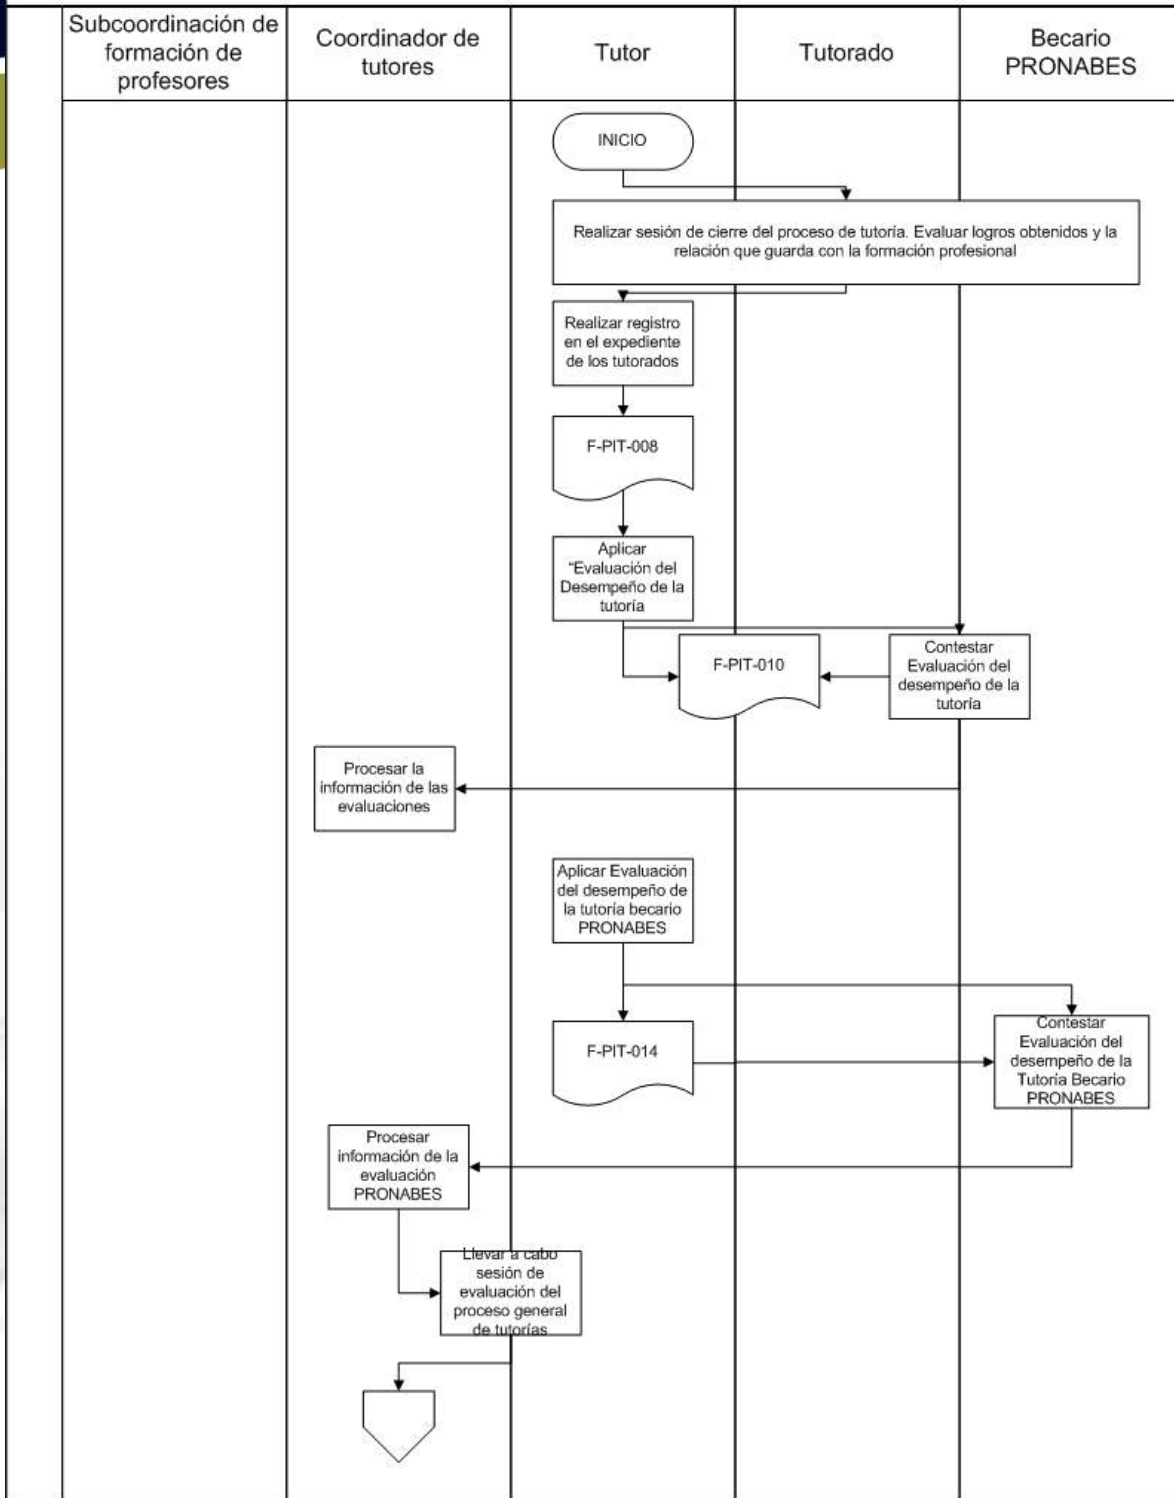 Subcoordinación de
formación de
profesores
Coordinador de
tutores
Tutor
Tutorado
Becario
PRONABES
INICIO
Realizar sesión de cierre del proceso de tutoría. Evaluar logros obtenidos y la
relación que guarda con la formación profesional
Realizar registro
en el expediente
de los tutorados
F-PIT-008
Aplicar
“Evaluación del
Desempeño de la
tutoría
F-PIT-010
Contestar
Evaluación del
desempeño de la
tutoría
Procesar la
información de las
evaluaciones
Aplicar Evaluación
del desempeño de
la tutoría becario
PRONABES
F-PIT-014
Contestar
Evaluación del
desempeño de la
Tutoría Becario
PRONABES
Procesar
información de la
evaluación
PRONABES
Llevar a cabo
sesión de
evaluación del
proceso general
de tutorías